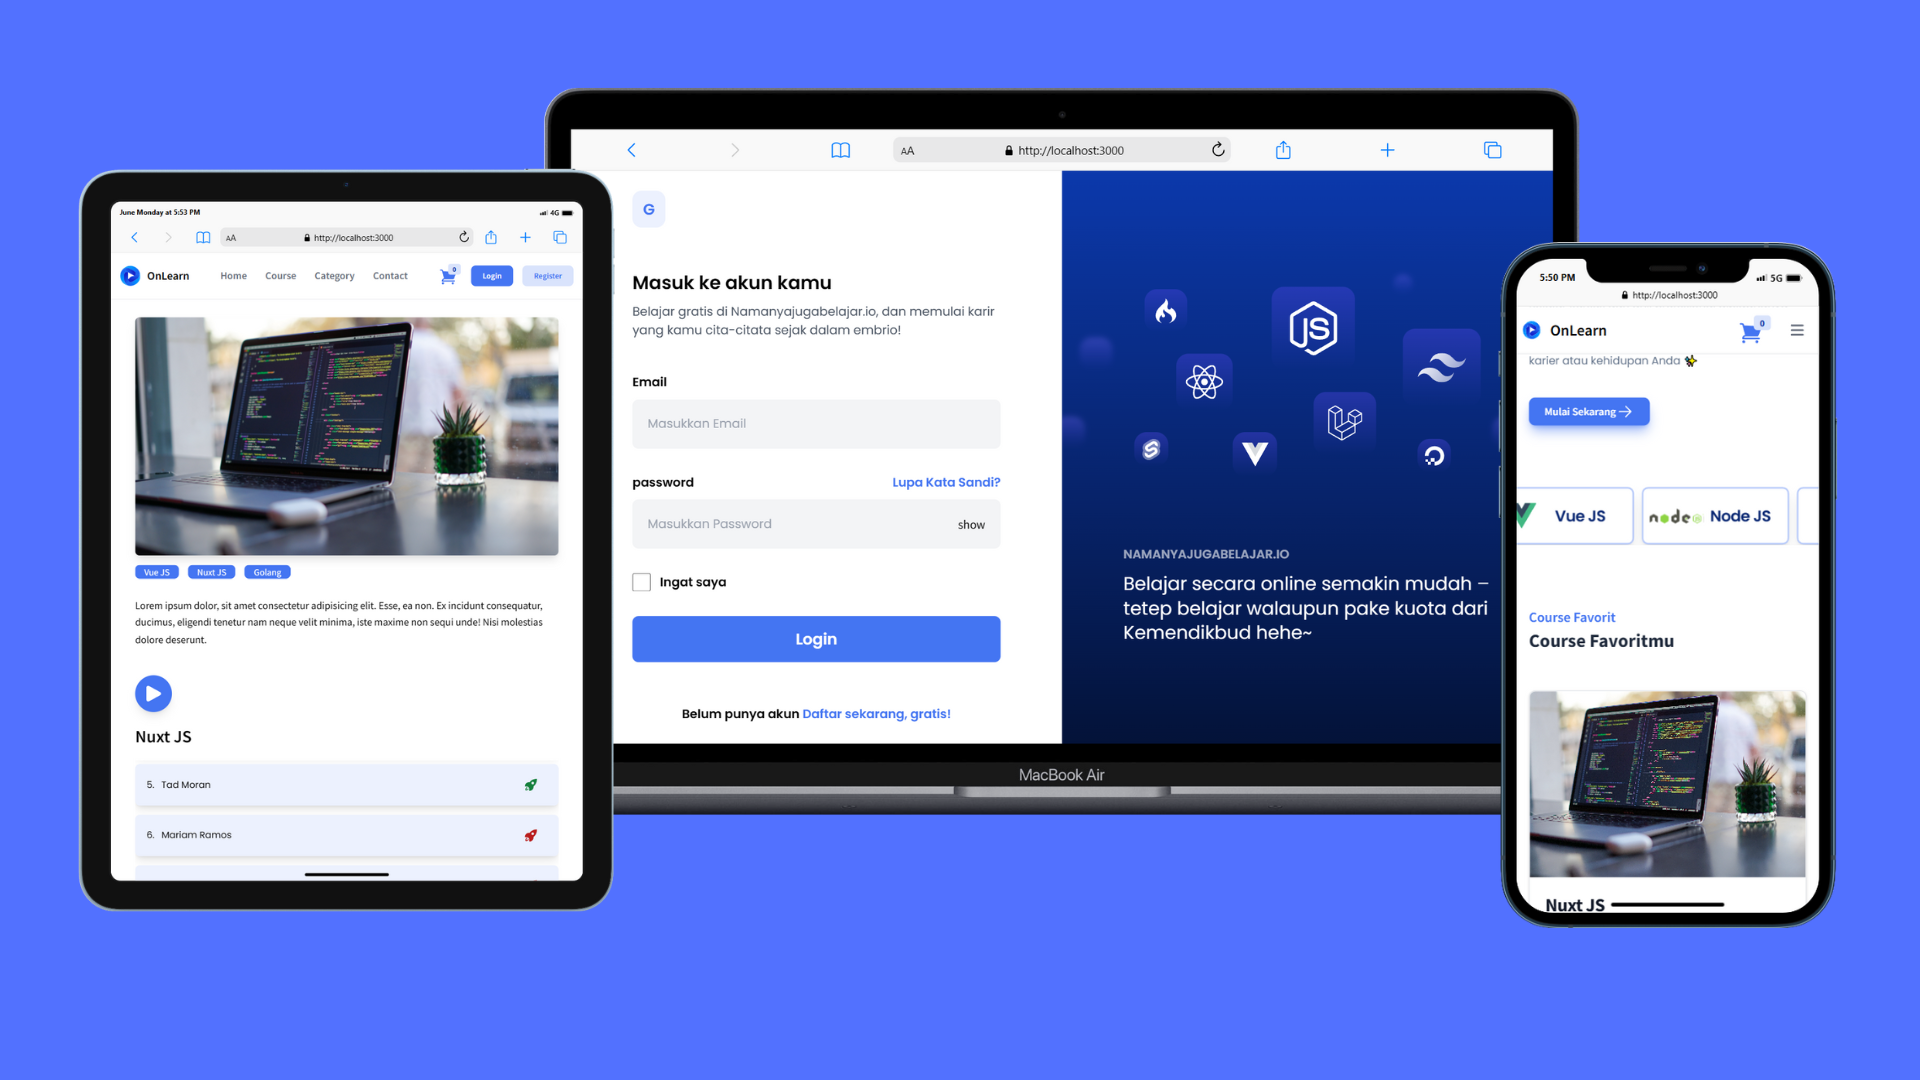 June Monday at 5:53 PM
4G
AA
http://localhost:3000
OnLearn
Home
Course
Category
Contact
0
Login
Register
Vue JS
Nuxt JS
Golang
Lorem ipsum dolor, sit amet consectetur adipisicing elit. Esse, ea non. Ex incidunt consequatur,
ducimus, eligendi tenetur nam neque velit minima, iste maxime non sequi unde! Nisi molestias
dolore deserunt.
Nuxt JS
5. Tad Moran
6. Mariam Ramos
AA
http://localhost:3000
G
Masuk ke akun kamu
Belajar gratis di Namanyajugabelajar.io, dan memulai karir
yang kamu cita-citata sejak dalam embrio!
Email
Masukkan Email
password
Lupa Kata Sandi?
Masukkan Password
show
Ingat saya
Login
Belum punya akun Daftar sekarang, gratis!
JS
NAMANYAJUGABELAJAR.IO
Belajar secara online semakin mudah –
tetep belajar walaupun pake kuota dari
Kemendikbud hehe~
MacBook Air
5:50 PM
5G
http://localhost:3000
OnLearn
0
karier atau kehidupan Anda
Mulai Sekarang
Vue JS
node
Node JS
Course Favorit
Course Favoritmu
Nuxt JS